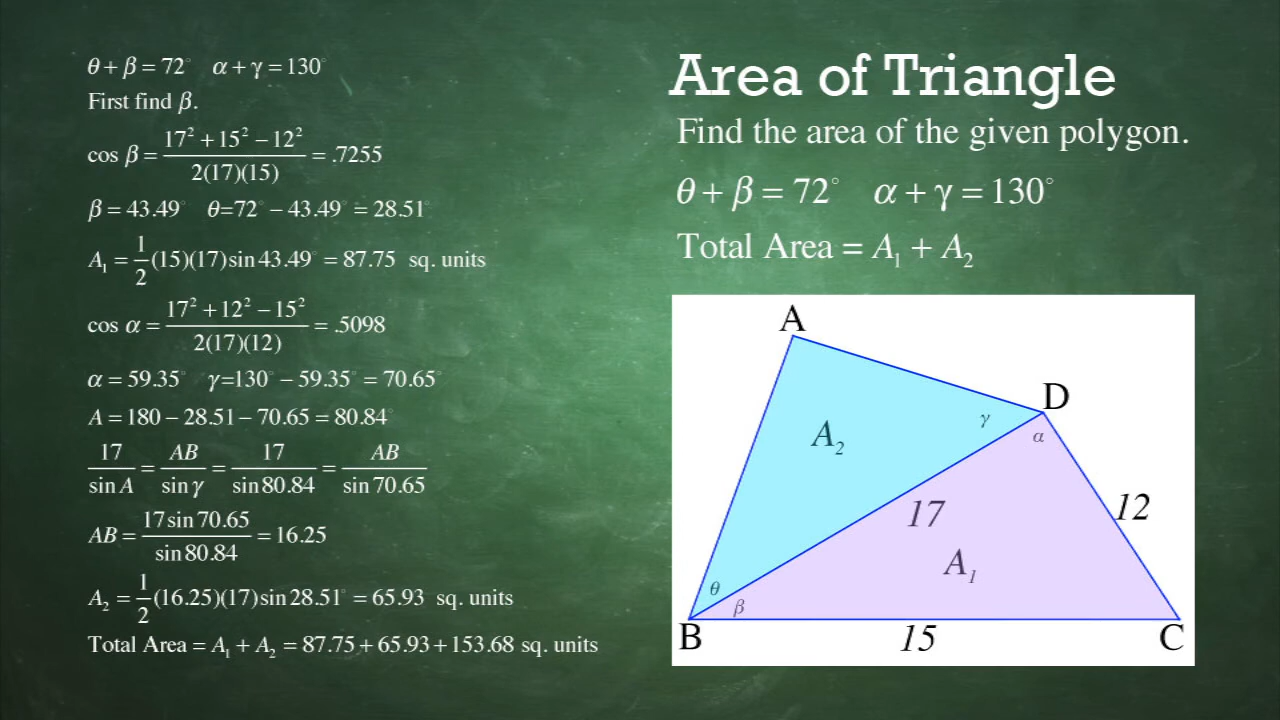 θ + β = 72° α + γ = 130°
First find β.
cos β = (17² + 15² − 12²) / 2(17)(15) = .7255
β = 43.49° θ=72° − 43.49° = 28.51°
A₁ = 1/2 (15)(17)sin 43.49° = 87.75 sq. units
cos α = (17² + 12² − 15²) / 2(17)(12) = .5098
α = 59.35° γ=130° − 59.35° = 70.65°
A = 180 − 28.51 − 70.65 = 80.84°
17 / sin A = AB / sin γ = 17 / sin 80.84 = AB / sin 70.65
AB = 17 sin 70.65 / sin 80.84 = 16.25
A₂ = 1/2 (16.25)(17)sin 28.51° = 65.93 sq. units
Total Area = A₁ + A₂ = 87.75 + 65.93 + 153.68 sq. units
Area of Triangle
Find the area of the given polygon.
θ + β = 72° α + γ = 130°
Total Area = A₁ + A₂
A
D
γ
α
A₂
17
12
A₁
θ
β
B
15
C